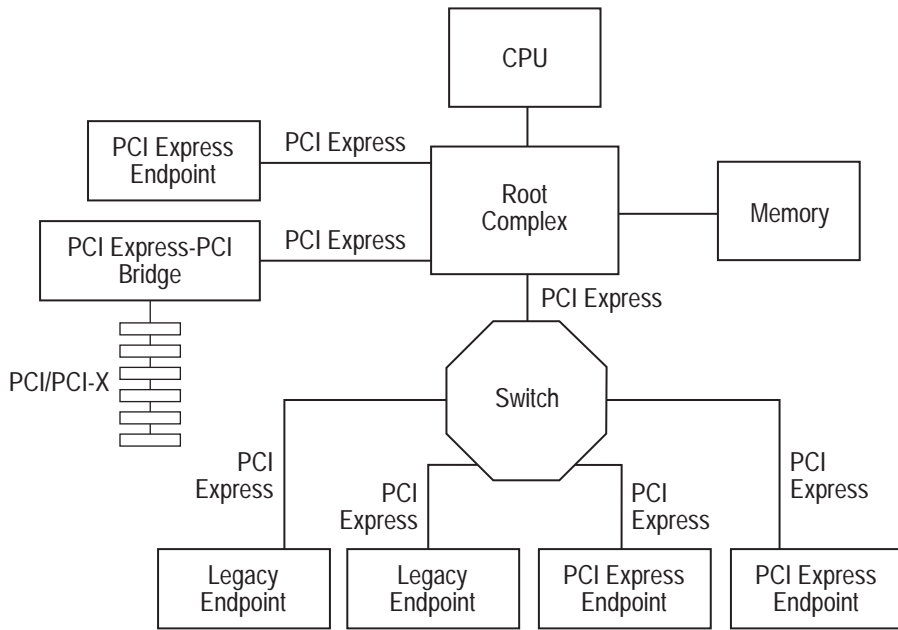 CPU
PCI Express
Endpoint
PCI Express
Root
Complex
Memory
PCI Express-PCI
Bridge
PCI Express
PCI Express
PCI/PCI-X
Switch
PCI
Express
PCI
Express
PCI
Express
PCI
Express
Legacy
Endpoint
Legacy
Endpoint
PCI Express
Endpoint
PCI Express
Endpoint